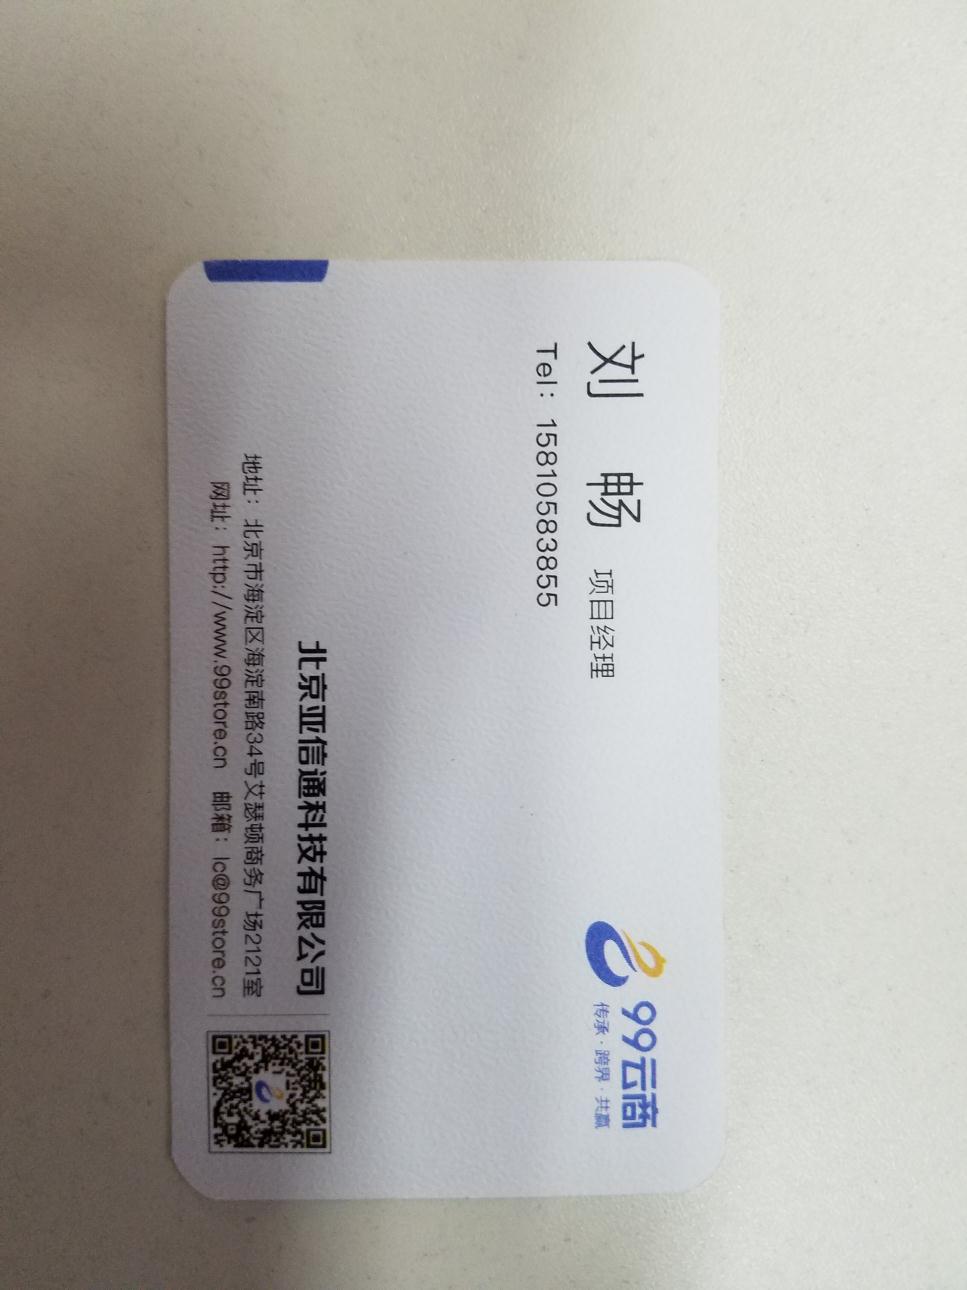 99云商
传承·跨界·共赢
刘 畅 项目经理
Tel：15810583855
北京亚信通科技有限公司
地址：北京市海淀区海淀南路34号艾瑟顿商务广场2121室
网址：http://www.99store.cn 邮箱：lc@99store.cn